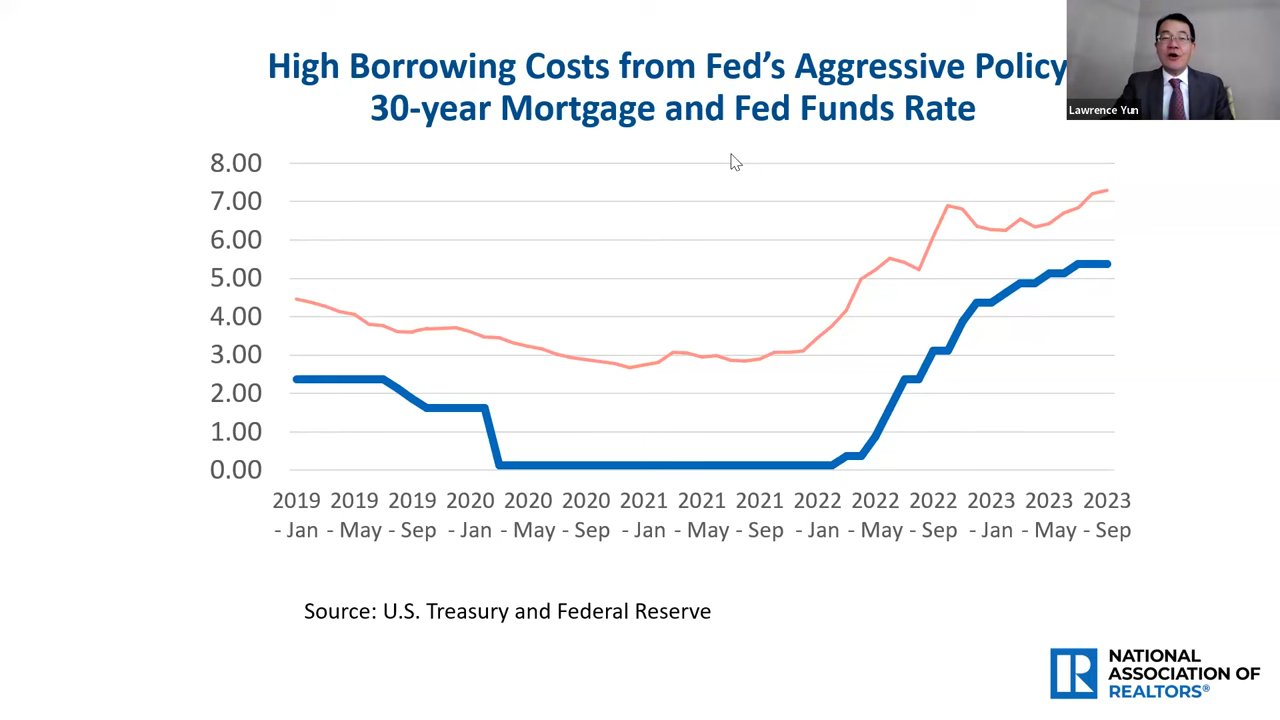 High Borrowing Costs from Fed's Aggressive Policy
30-year Mortgage and Fed Funds Rate
Lawrence Yun
8.00
7.00
6.00
5.00
4.00
3.00
2.00
1.00
0.00
2019 2019 2019 2020 2020 2020 2021 2021 2021 2022 2022 2022 2023 2023 2023
- Jan - May - Sep - Jan - May - Sep - Jan - May - Sep - Jan - May - Sep - Jan - May - Sep
Source: U.S. Treasury and Federal Reserve
NATIONAL
ASSOCIATION OF
REALTORS®